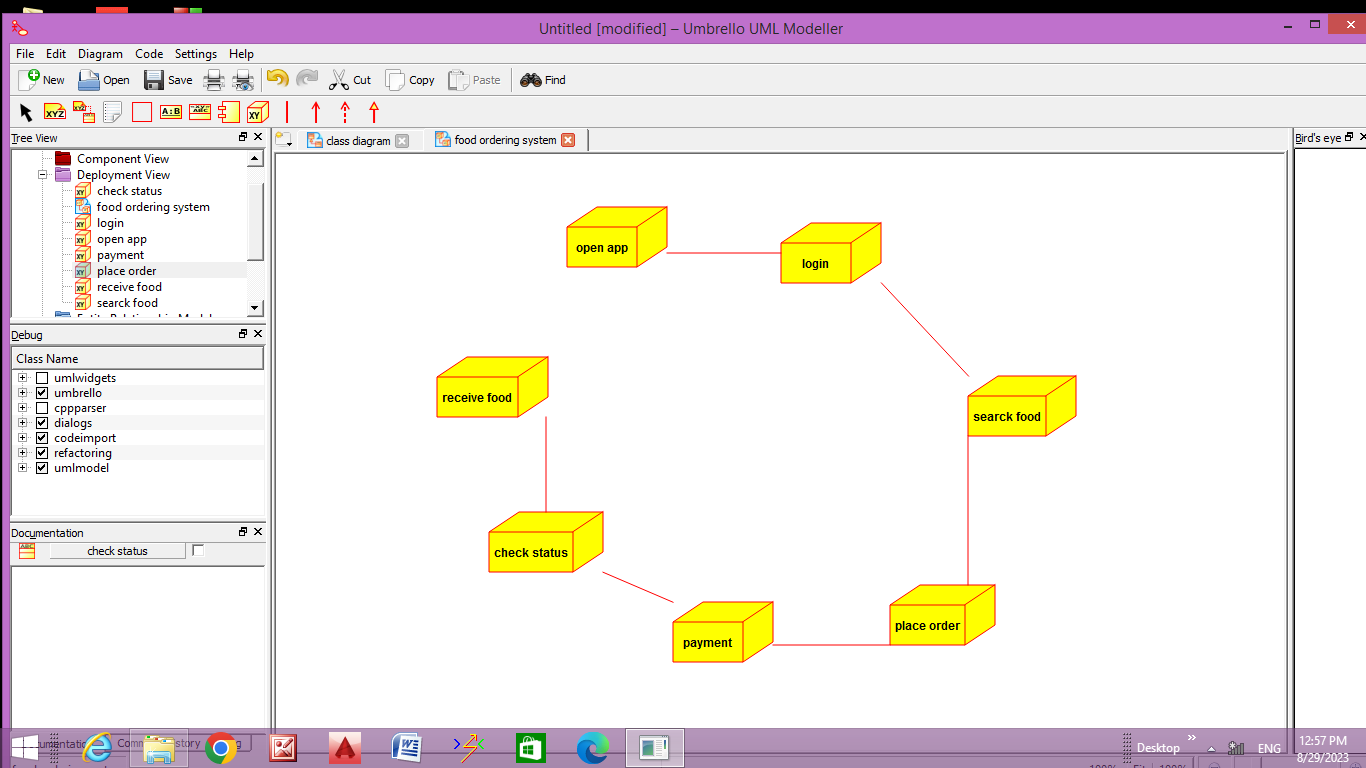 Untitled [modified] – Umbrello UML Modeller
File Edit Diagram Code Settings Help
New Open Save Cut Copy Paste Find
XYZ XYZ A:B ABC XY
Tree View
class diagram
food ordering system
Bird's eye
Component View
Deployment View
check status
food ordering system
login
open app
payment
place order
receive food
searck food
Debug
Class Name
umlwidgets
umbrello
cppparser
dialogs
codeimport
refactoring
umlmodel
Documentation
check status
open app
login
receive food
searck food
check status
place order
payment
Desktop
ENG
12:57 PM
8/29/2023